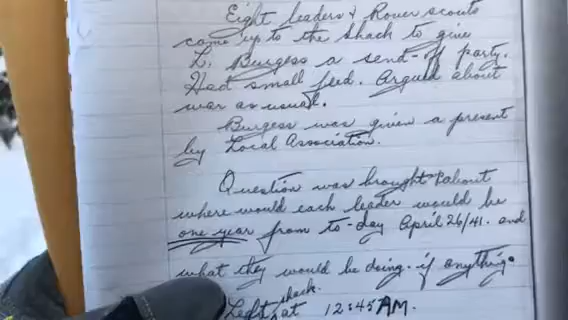 Eight leaders & Rover scouts
came up to the shack to give
L. Burgess a send-off party.
Had small feed. Argued about
war as usual.
Burgess was given a present
by Local Association.
Question was brought about
where would each leader would be
one year from to-day April 26/41. and
what they would be doing. if anything.
shack.
Left at 12:45 AM.